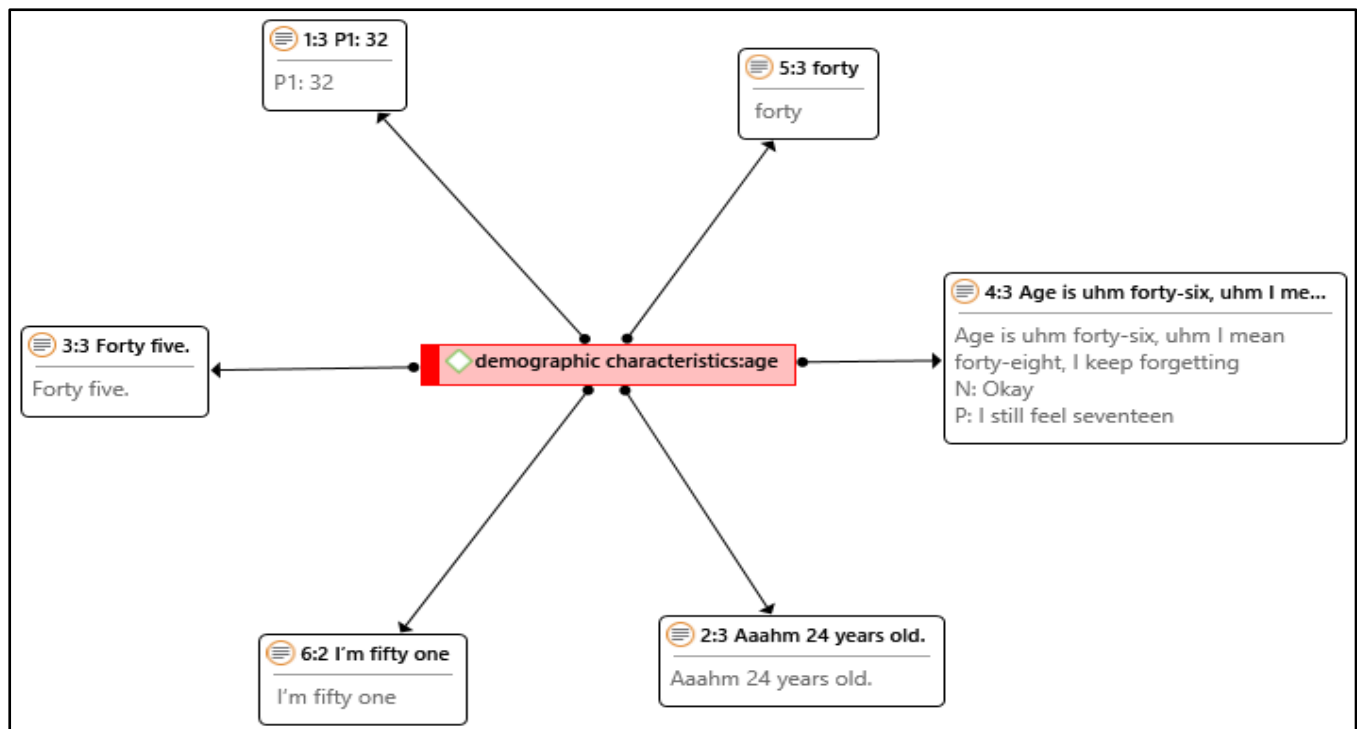 1:3 P1: 32
P1: 32
5:3 forty
forty
4:3 Age is uhm forty-six, uhm I me...
Age is uhm forty-six, uhm I mean
forty-eight, I keep forgetting
N: Okay
P: I still feel seventeen
3:3 Forty five.
Forty five.
demographic characteristics:age
6:2 I'm fifty one
I'm fifty one
2:3 Aaahm 24 years old.
Aaahm 24 years old.